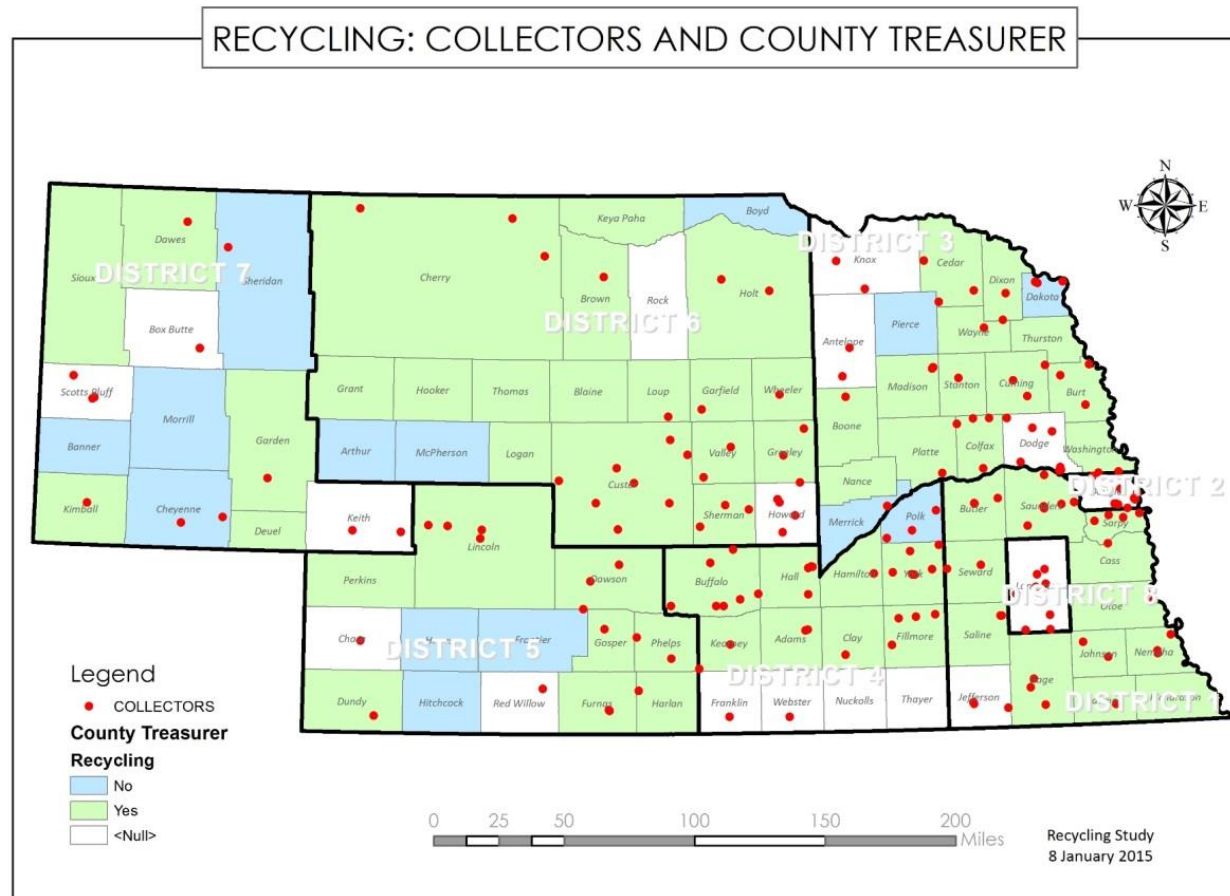 RECYCLING: COLLECTORS AND COUNTY TREASURER
N
W E
S
Boyd
Keya Paha
DISTRICT 3
Knox
Cedar
Dawes
Sioux
DISTRICT 7
Sheridan
Cherry
Brown
Rock
Holt
Dixon
Dakota
DISTRICT 6
Box Butte
Pierce
Wayne
Antelope
Thurston
Scotts Bluff
Grant
Hooker
Thomas
Blaine
Loup
Garfield
Wheeler
Madison
Stanton
Cuming
Burt
Morrill
Garden
Boone
Banner
Arthur
McPherson
Logan
Custer
Valley
Greeley
Platte
Colfax
Dodge
Washington
Nance
DISTRICT 2
Kimball
Cheyenne
Deuel
Keith
Lincoln
Sherman
Howard
Merrick
Polk
Butler
Saunders
Sarpy
Cass
Perkins
Dawson
Buffalo
Hall
Hamilton
York
Seward
DISTRICT 8
Otoe
Chase
Frontier
DISTRICT 5
Gosper
Phelps
Kearney
Adams
Clay
Fillmore
Saline
Johnson
Nemaha
DISTRICT 4
Dundy
Hitchcock
Red Willow
Furnas
Harlan
Franklin
Webster
Nuckolls
Thayer
Jefferson
Gage
DISTRICT 1
Legend
COLLECTORS
County Treasurer
Recycling
No
Yes
<Null>
0 25 50 100 150 200
Miles
Recycling Study
8 January 2015